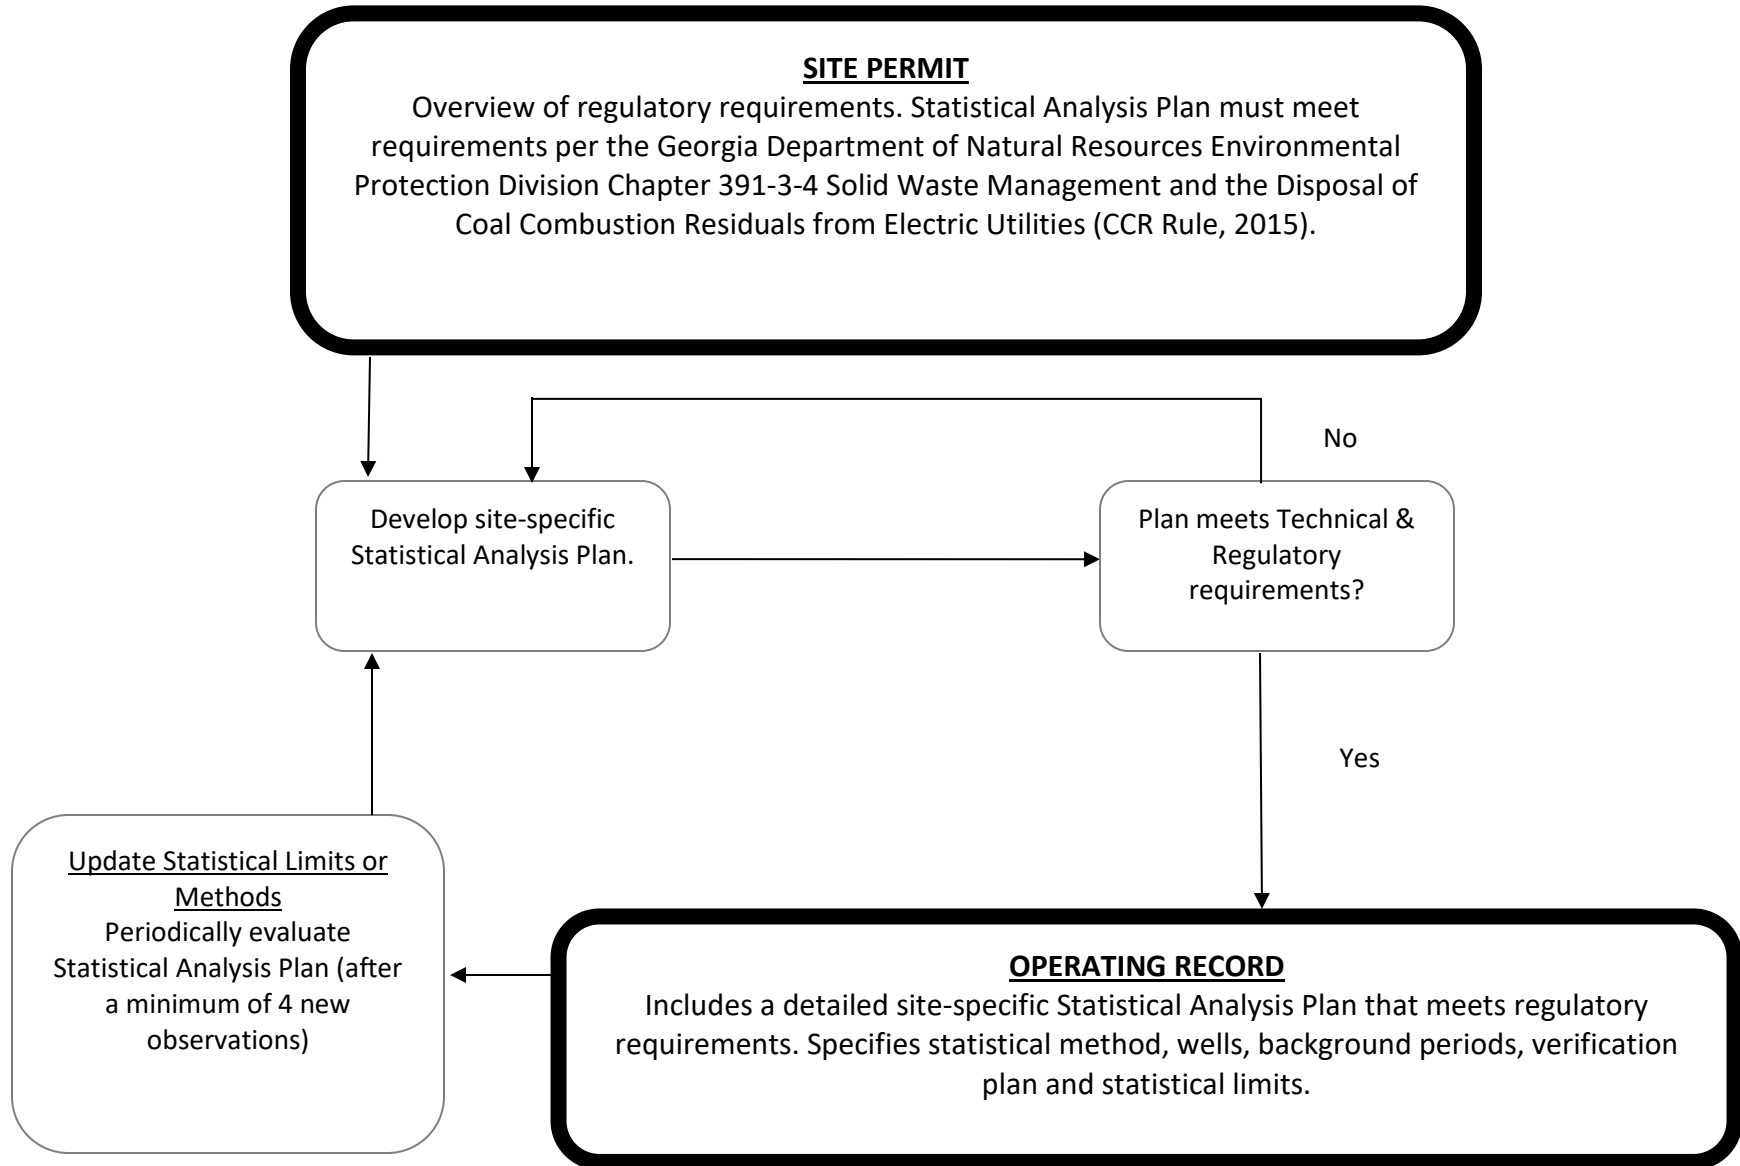 SITE PERMIT
Overview of regulatory requirements. Statistical Analysis Plan must meet
requirements per the Georgia Department of Natural Resources Environmental
Protection Division Chapter 391-3-4 Solid Waste Management and the Disposal of
Coal Combustion Residuals from Electric Utilities (CCR Rule, 2015).
No
Develop site-specific
Statistical Analysis Plan.
Plan meets Technical &
Regulatory
requirements?
Yes
Update Statistical Limits or
Methods
Periodically evaluate
Statistical Analysis Plan (after
a minimum of 4 new
observations)
OPERATING RECORD
Includes a detailed site-specific Statistical Analysis Plan that meets regulatory
requirements. Specifies statistical method, wells, background periods, verification
plan and statistical limits.